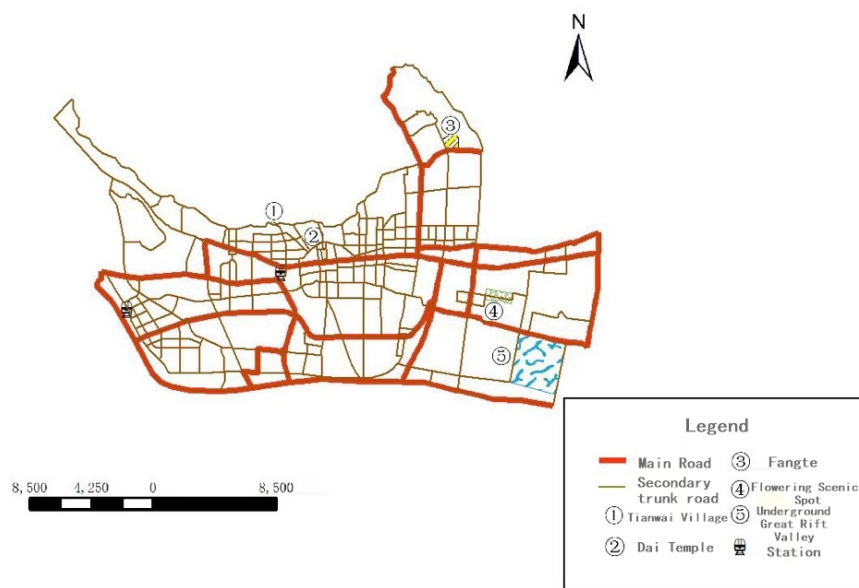 N
③
①
②
④
⑤
8,500 4,250 0 8,500
Legend
Main Road
③ Fangte
Secondary trunk road
④ Flowering Scenic Spot
① Tianwai Village
⑤ Underground Great Rift Valley
② Dai Temple
Station